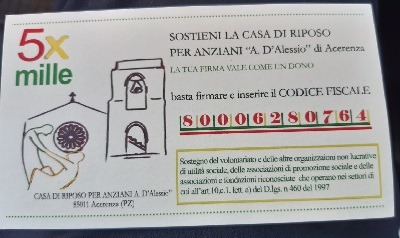 5x
mille
SOSTIENI LA CASA DI RIPOSO
PER ANZIANI "A. D'Alessio" di Acerenza
LA TUA FIRMA VALE COME UN DONO
basta firmare e inserire il CODICE FISCALE
80006280764
Sostegno del volontariato e delle altre organizzazioni non lucrative
di utilità sociale, delle associazioni di promozione sociale e delle
associazioni e fondazioni riconosciute che operano nei settori di
cui all'art.10,c.1, lett. a) del D.lgs. n.460 del 1997
CASA DI RIPOSO PER ANZIANI A. D'Alessio"
85011 Acerenza (PZ)